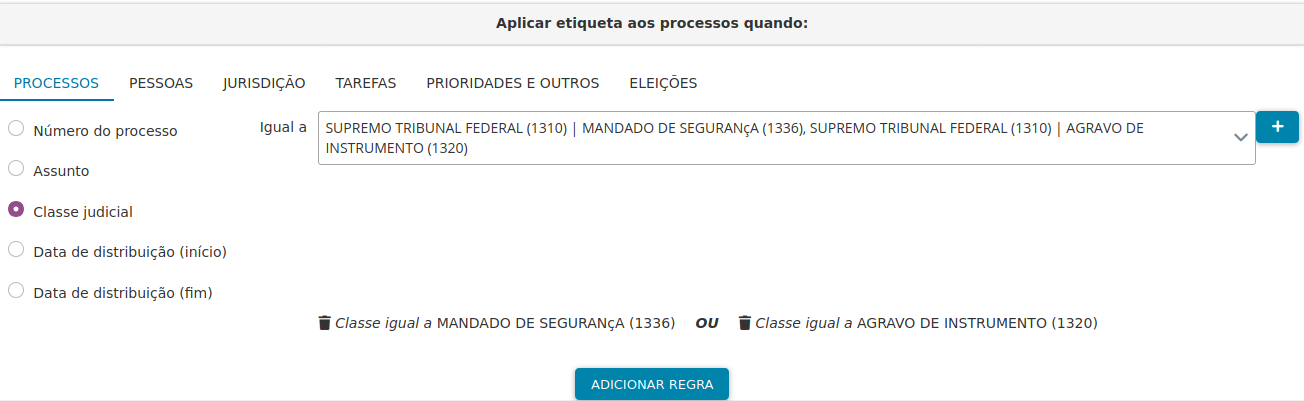 Aplicar etiqueta aos processos quando:
PROCESSOS PESSOAS JURISDIÇÃO TAREFAS PRIORIDADES E OUTROS ELEIÇÕES
Número do processo
Assunto
Classe judicial
Data de distribuição (início)
Data de distribuição (fim)
Igual a
SUPREMO TRIBUNAL FEDERAL (1310) | MANDADO DE SEGURANçA (1336), SUPREMO TRIBUNAL FEDERAL (1310) | AGRAVO DE
INSTRUMENTO (1320)
+
Classe igual a MANDADO DE SEGURANçA (1336) OU Classe igual a AGRAVO DE INSTRUMENTO (1320)
ADICIONAR REGRA